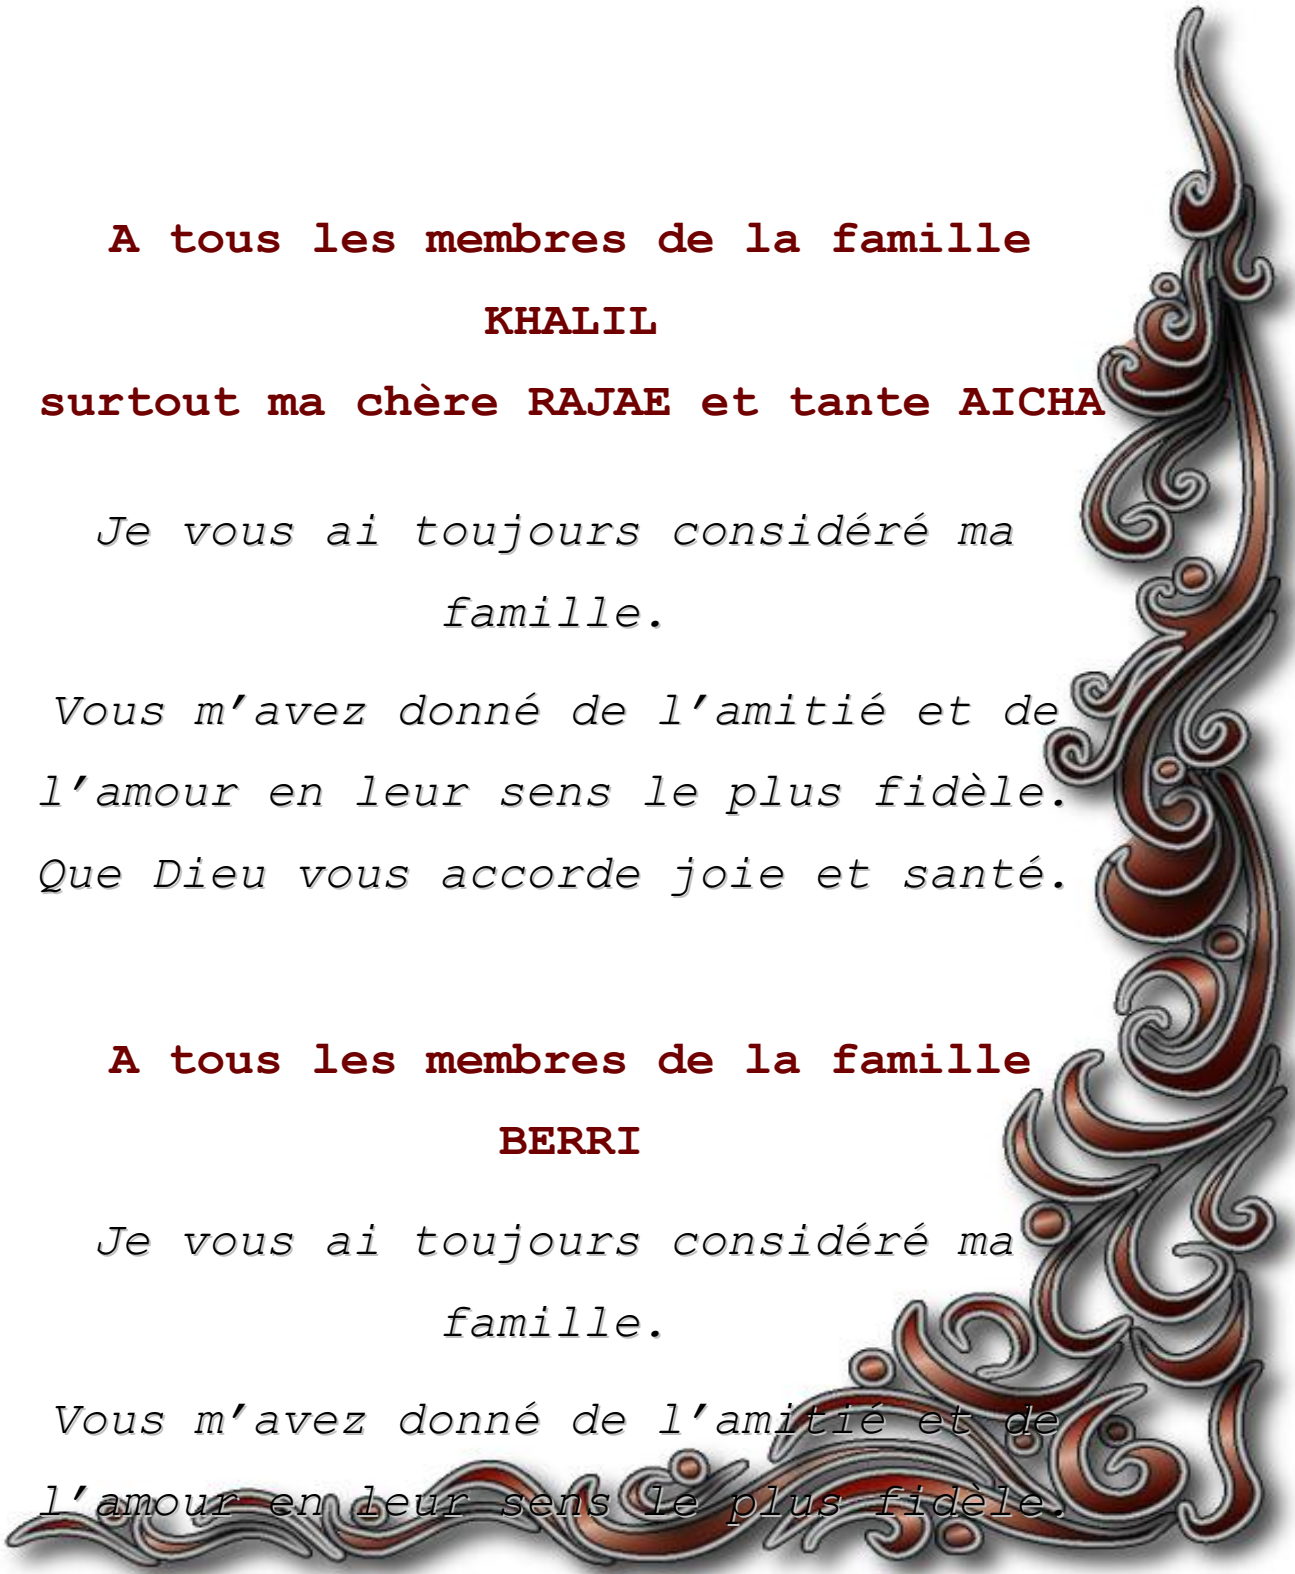 A tous les membres de la famille
KHALIL
surtout ma chère RAJAE et tante AICHA
Je vous ai toujours considéré ma
famille.
Vous m’avez donné de l’amitié et de
l’amour en leur sens le plus fidèle.
Que Dieu vous accorde joie et santé.
A tous les membres de la famille
BERRI
Je vous ai toujours considéré ma
famille.
Vous m’avez donné de l’amitié et de
l’amour en leur sens le plus fidèle.